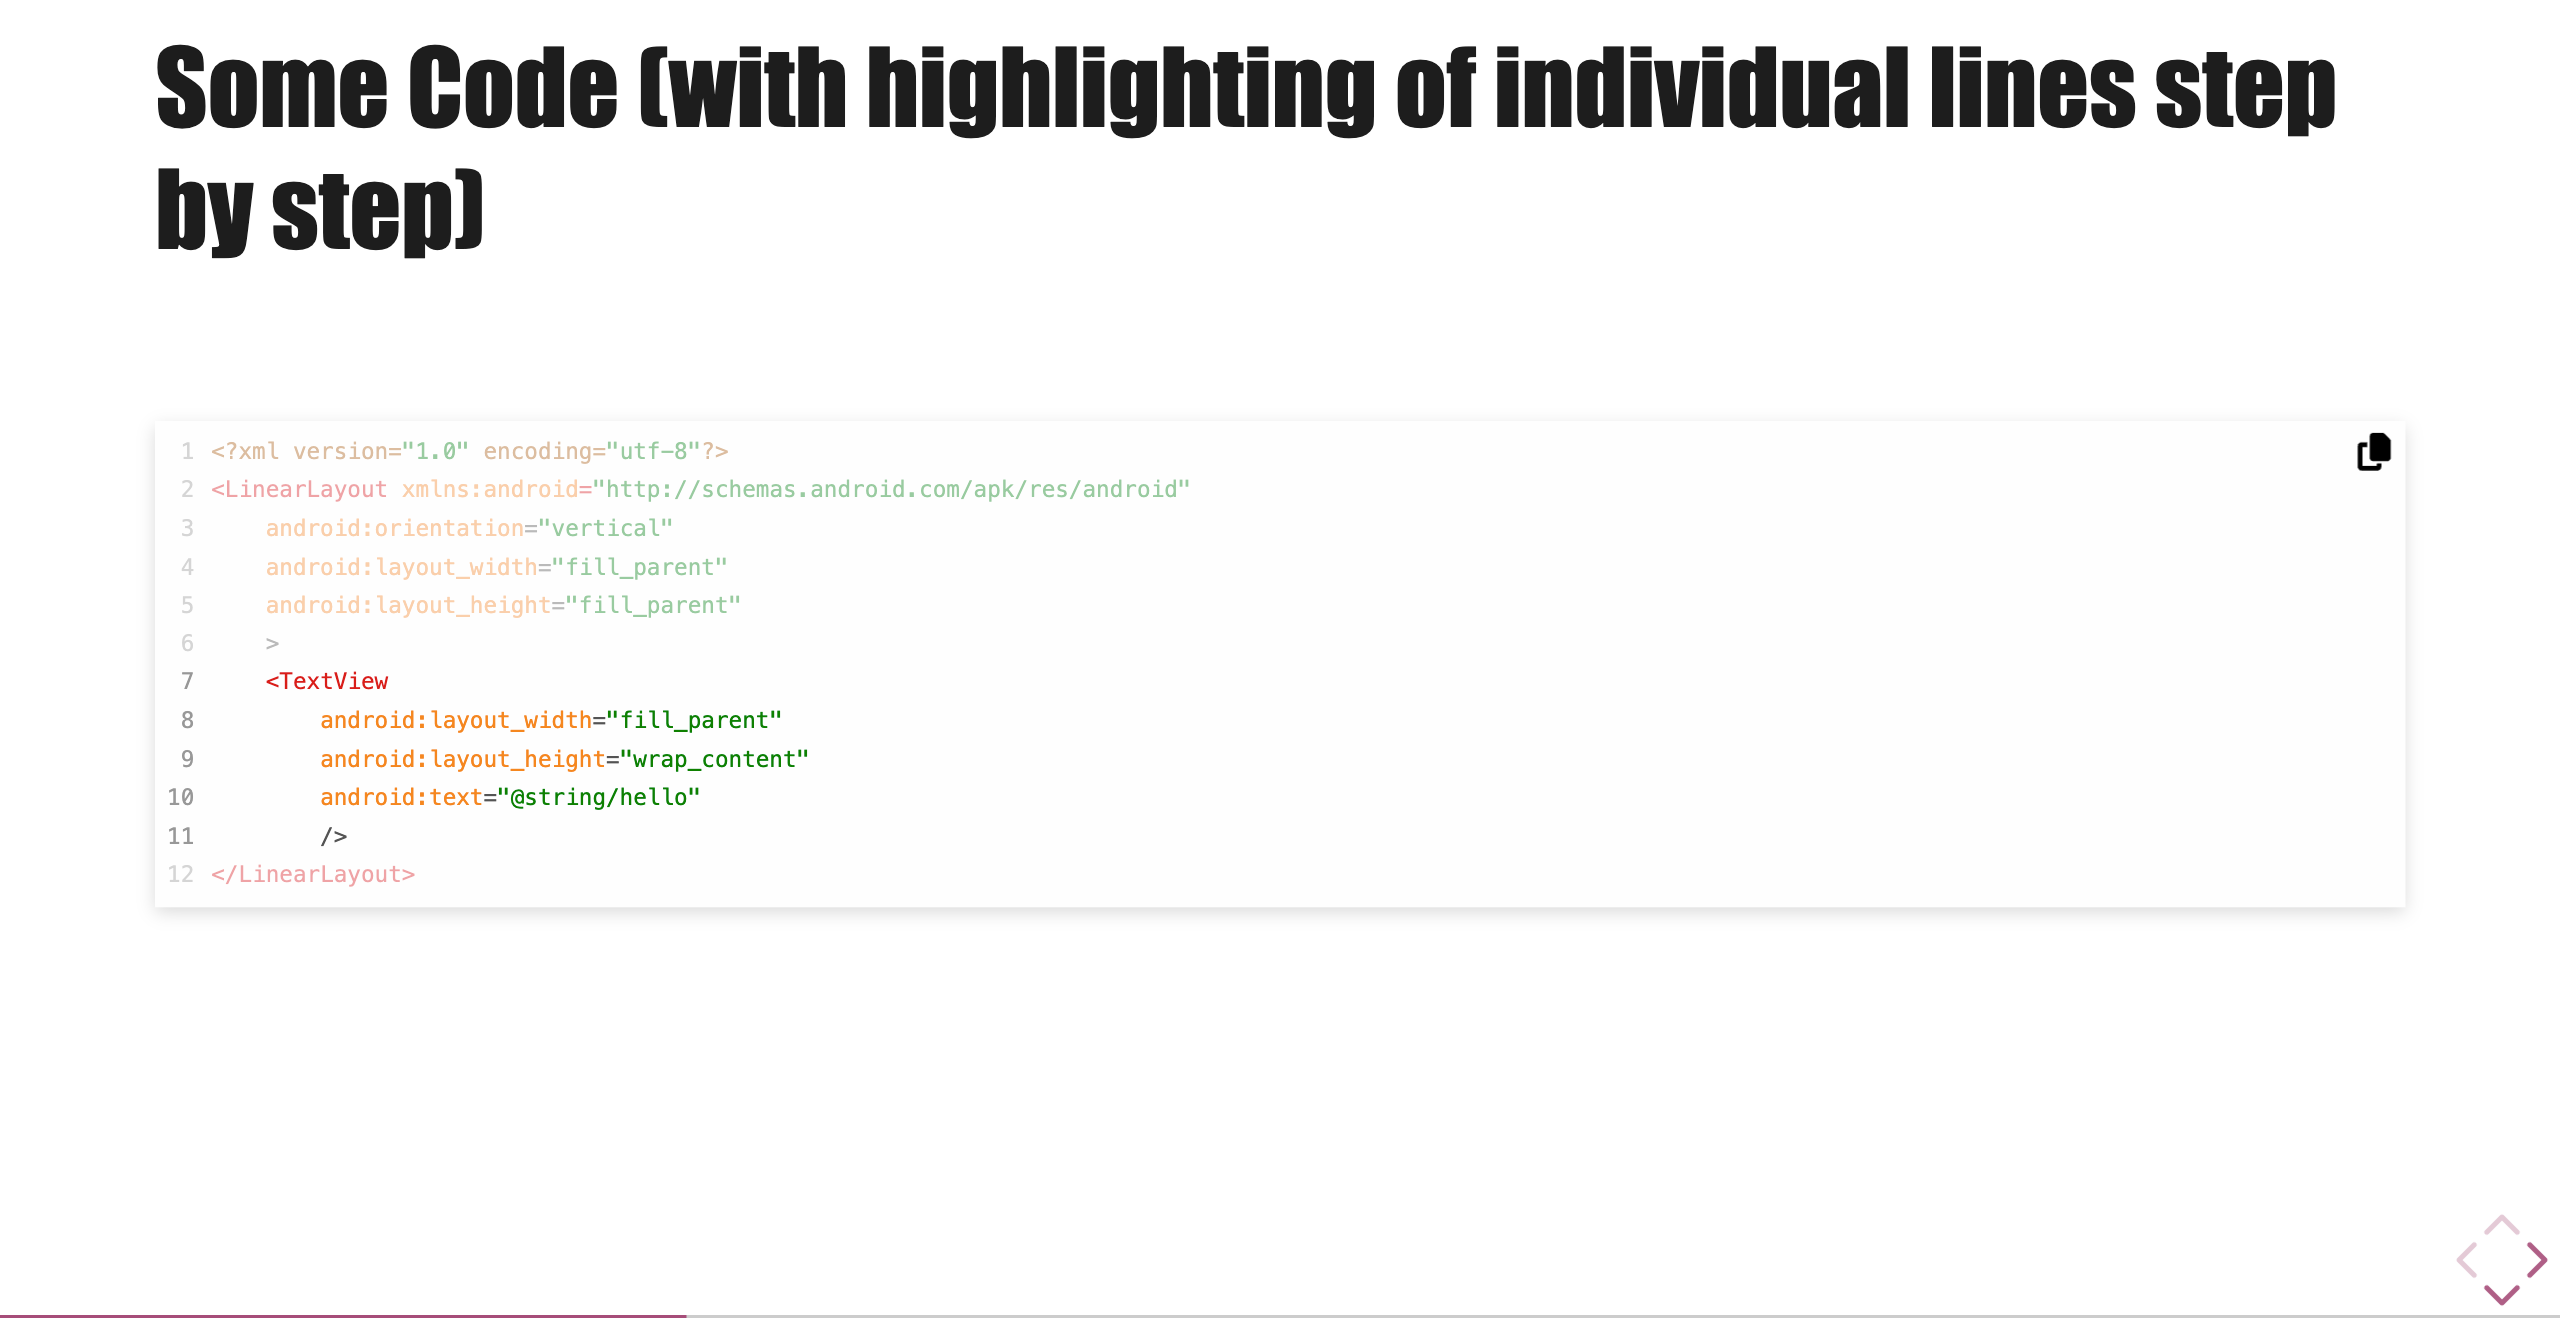 Some Code (with highlighting of individual lines step
by step)
1 <?xml version="1.0" encoding="utf-8"?>
2 <LinearLayout xmlns:android="http://schemas.android.com/apk/res/android"
3     android:orientation="vertical"
4     android:layout_width="fill_parent"
5     android:layout_height="fill_parent"
6     >
7     <TextView
8         android:layout_width="fill_parent"
9         android:layout_height="wrap_content"
10         android:text="@string/hello"
11         />
12 </LinearLayout>